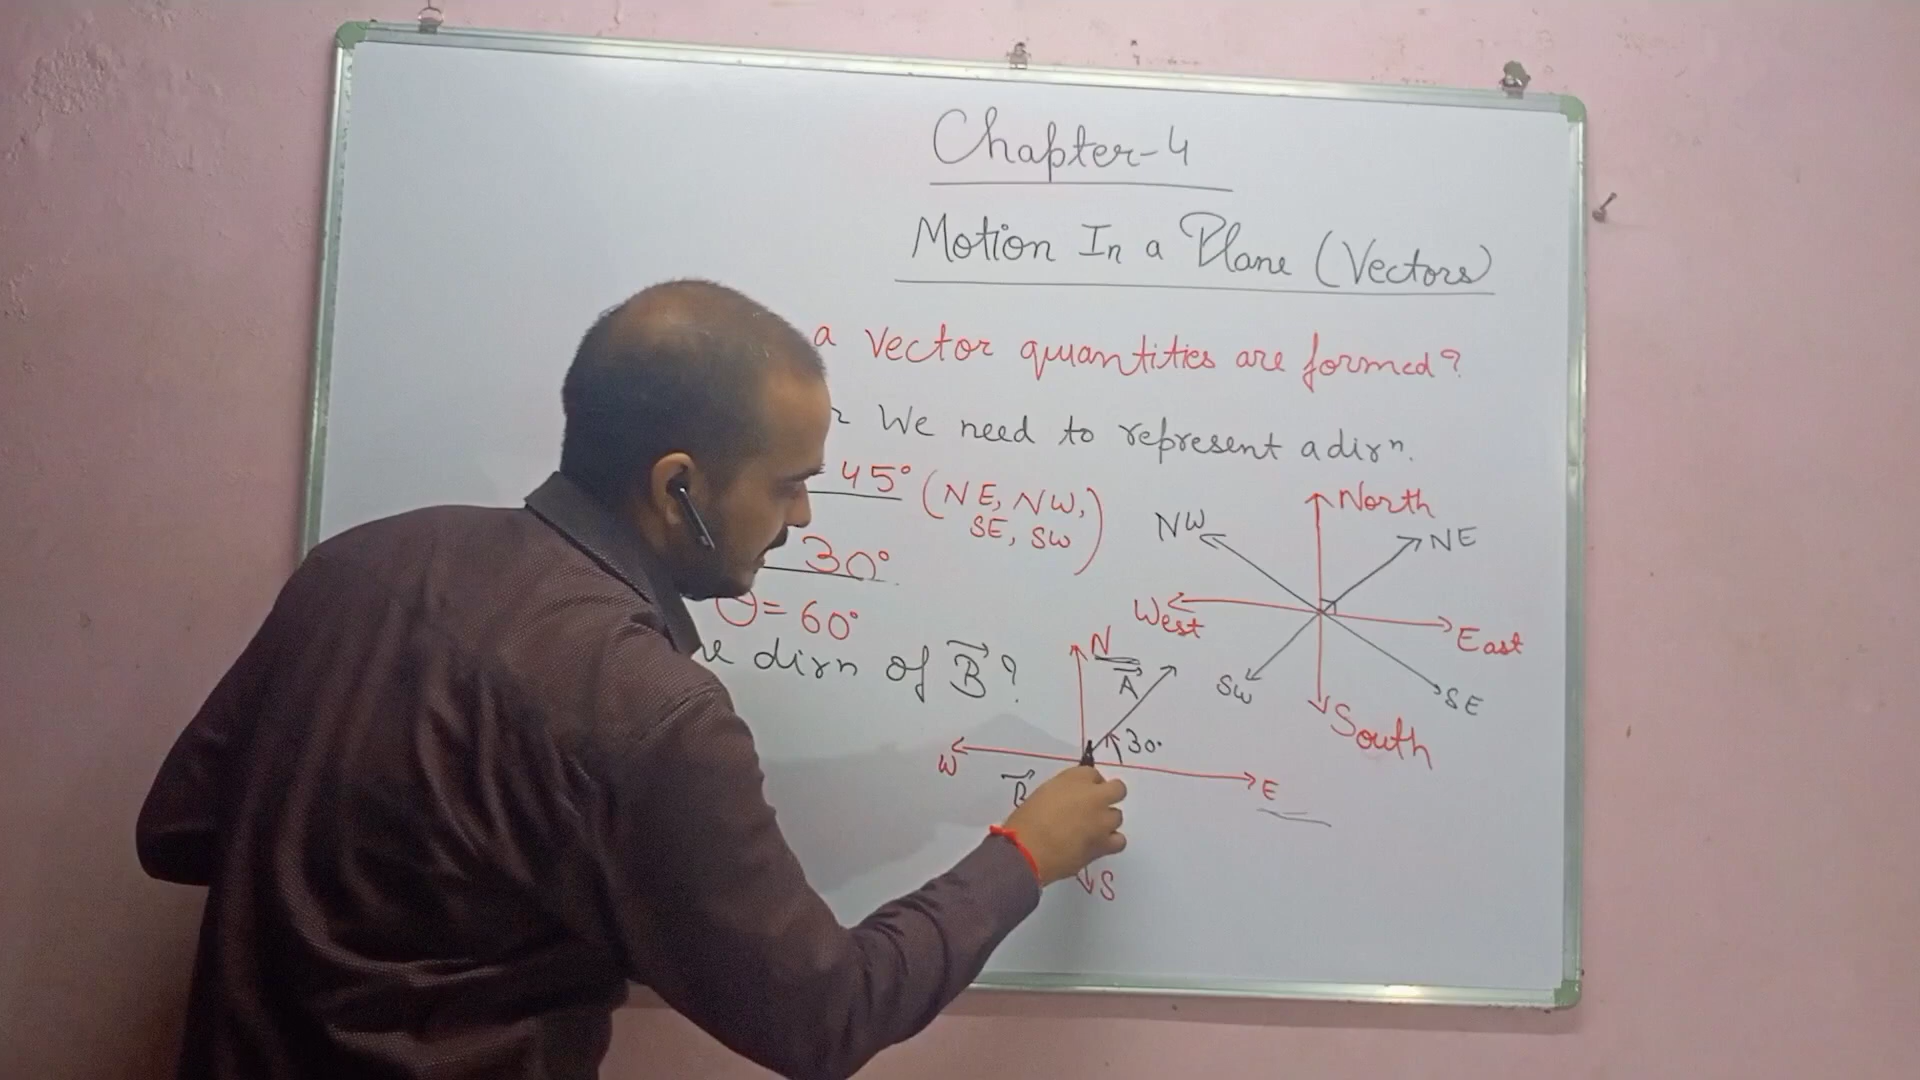 Chapter-4
Motion In a Plane (Vectors)
a Vector quantities are formed?
We need to represent a dirⁿ.
45° (NE, NW,
SE, SW)
30°
θ = 60°
dirn of B⃗?
North
NE
NW
West
East
SW
SE
South
N
A⃗
30°
W
E
B⃗
S